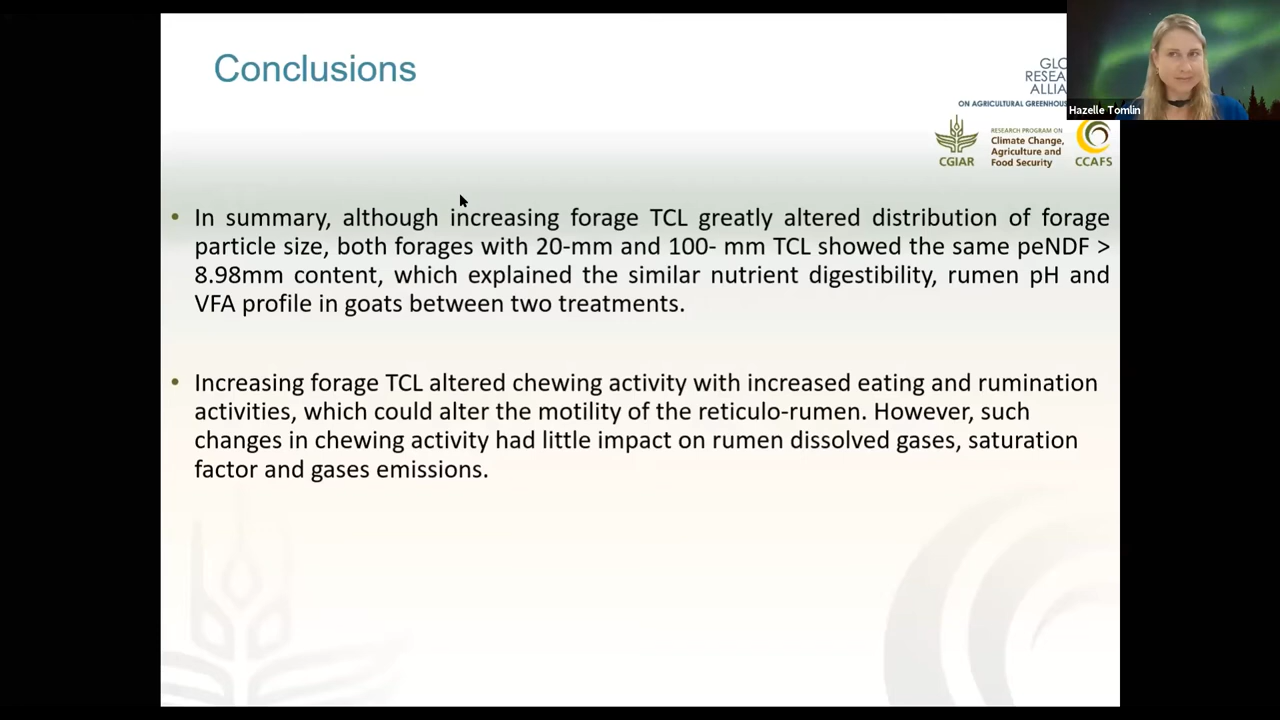 Conclusions
GLO
RESEA
ALLIA
ON AGRICULTURAL GREENHOUS
Hazelle Tomlin
CGIAR
RESEARCH PROGRAM ON
Climate Change,
Agriculture and
Food Security
CCAFS
• In summary, although increasing forage TCL greatly altered distribution of forage
particle size, both forages with 20-mm and 100- mm TCL showed the same peNDF >
8.98mm content, which explained the similar nutrient digestibility, rumen pH and
VFA profile in goats between two treatments.
• Increasing forage TCL altered chewing activity with increased eating and rumination
activities, which could alter the motility of the reticulo-rumen. However, such
changes in chewing activity had little impact on rumen dissolved gases, saturation
factor and gases emissions.